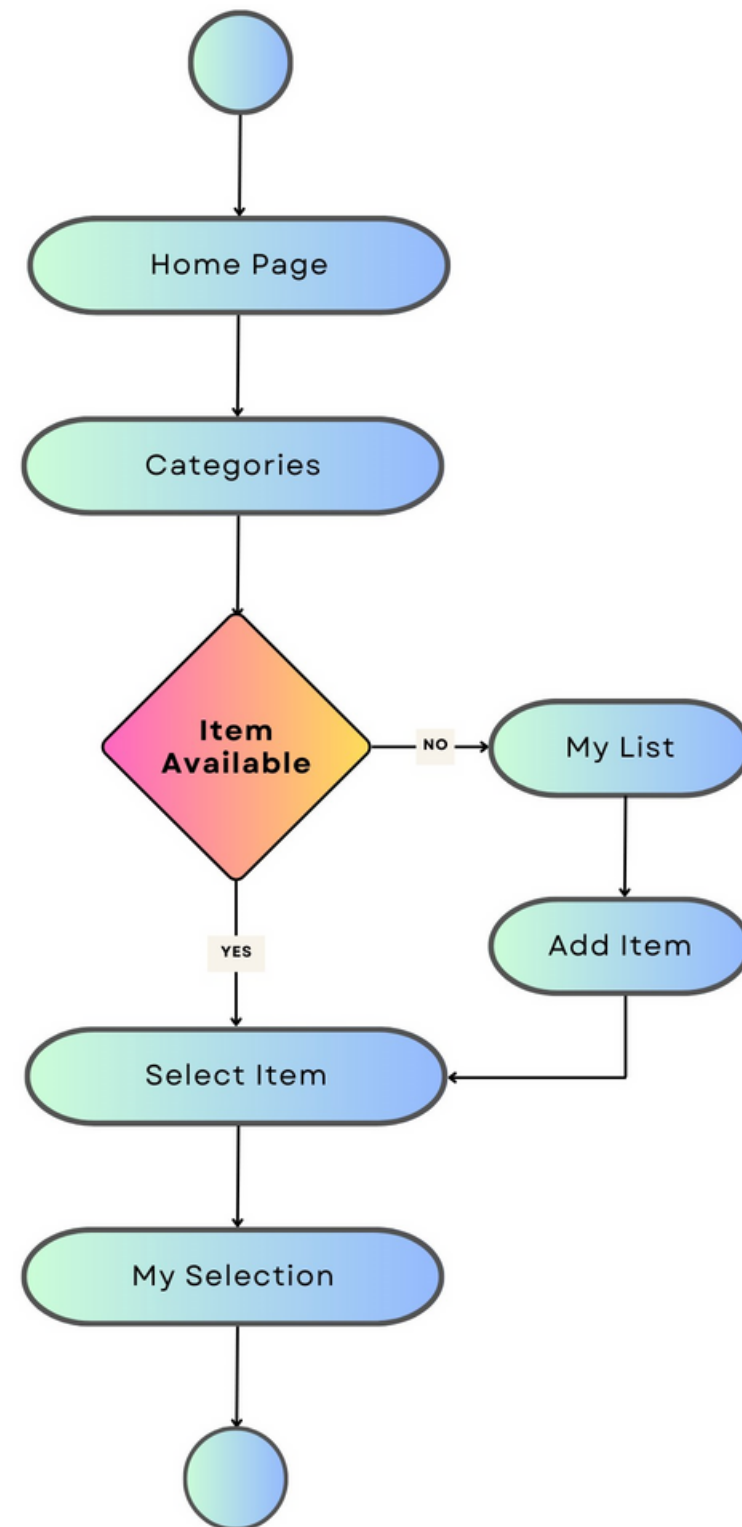 Home Page
Categories
Item
Available
NO
My List
YES
Add Item
Select Item
My Selection